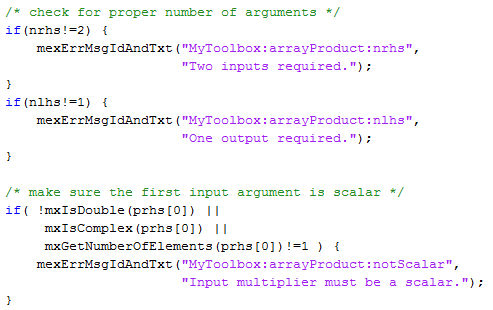 /* check for proper number of arguments */
if(nrhs!=2) {
    mexErrMsgIdAndTxt("MyToolbox:arrayProduct:nrhs",
                      "Two inputs required.");
}
if(nlhs!=1) {
    mexErrMsgIdAndTxt("MyToolbox:arrayProduct:nlhs",
                      "One output required.");
}

/* make sure the first input argument is scalar */
if( !mxIsDouble(prhs[0]) ||
     mxIsComplex(prhs[0]) ||
     mxGetNumberOfElements(prhs[0])!=1 ) {
    mexErrMsgIdAndTxt("MyToolbox:arrayProduct:notScalar",
                      "Input multiplier must be a scalar.");
}